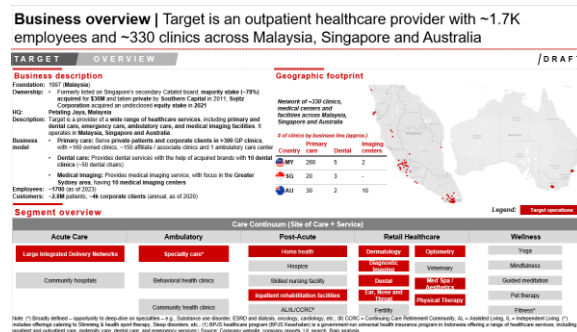 Business overview | Target is an outpatient healthcare provider with ~1.7K
employees and ~330 clinics across Malaysia, Singapore and Australia
TARGET OVERVIEW
DRAFT
Business description
Foundation: 1997 (Malaysia)
Ownership: • Formerly listed on Singapore's secondary Catalist board, majority stake (~78%)
acquired for $36M and taken private by Southern Capital in 2011; Sojitz
Corporation acquired an undisclosed equity stake in 2021
HQ: Petaling Jaya, Malaysia
Description: Target is a provider of a wide range of healthcare services, including primary and
dental care, emergency care, ambulatory care, and medical imaging facilities. It
operates in Malaysia, Singapore and Australia.
Business model
• Primary care: Serve private patients and corporate clients in >300 GP clinics,
with ~160 owned clinics, ~150 affiliate / associate clinics and 1 ambulatory care center
• Dental care: Provides dental services with the help of acquired brands with 10 dental
clinics (~50 dental chairs)
• Medical Imaging: Provides medical imaging service, with focus in the Greater
Sydney area, having 10 medical imaging centers
Employees: ~1700 (as of 2023)
Customers: ~2.8M patients, ~4k corporate clients (annual, as of 2020)
Geographic footprint
Network of ~330 clinics,
medical centers and
facilities across
Malaysia, Singapore
and Australia
# of clinics by business line (approx.)
Country Primary care Dental Imaging centers
MY 260 5 2
SG 20 3 -
AU 30 2 10
Legend: Target operations
Segment overview
Care Continuum (Site of Care + Service)
Acute Care Ambulatory Post-Acute Retail Healthcare Wellness
Large Integrated Delivery Networks
Community hospitals
Specialty care*
Behavioral health clinics
Community health clinics
Home health
Hospice
Skilled nursing facility
Inpatient rehabilitation facilities
AL/IL/CCRC*
Dermatology
Diagnostic Imaging
Dental
Ear, Nose and Throat
Fertility
Optometry
Veterinary
Med Spa / Aesthetics
Physical Therapy
Yoga
Mindfulness
Guided meditation
Pet therapy
Fitness*